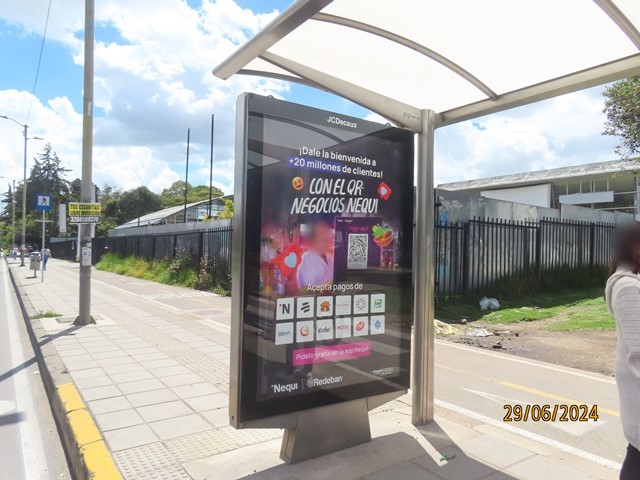 JCDecaux
¡Dale la bienvenida a
+20 millones de clientes!
CON EL QR
NEGOCIOS NEQUI
Acepta pagos de
Pídelo gratis en la app Nequi
Nequi | Redeban
29/06/2024